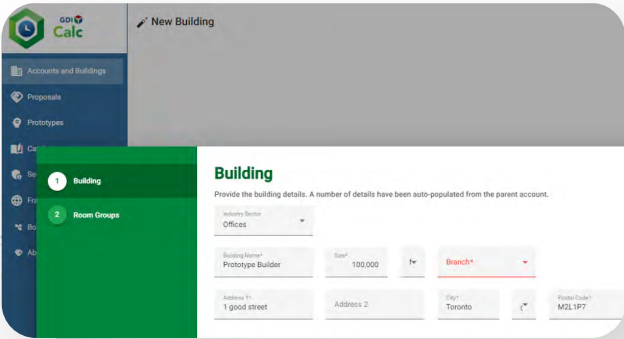 GDI
Calc
New Building
Accounts and Buildings
Proposals
Prototypes
1 Building
2 Room Groups
Building
Provide the building details. A number of details have been auto-populated from the parent account.
Industry Sector
Offices
Building Name* Size*
Prototype Builder 100,000 Branch*
Address 1* Address 2 City* Postal Code*
1 good street Toronto M2L1P7